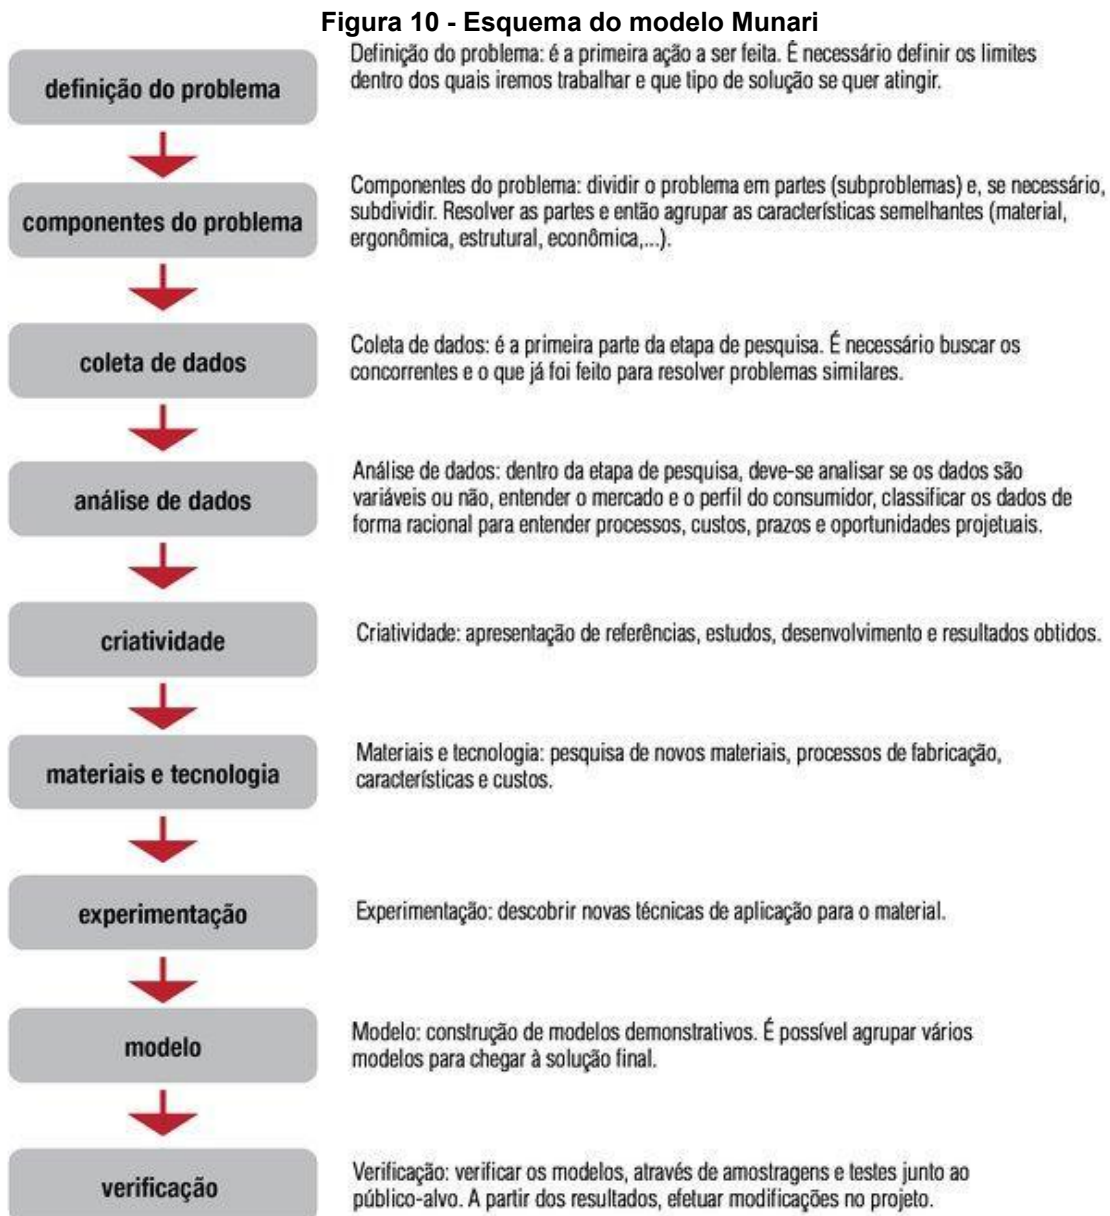 Figura 10 - Esquema do modelo Munari
definição do problema
Definição do problema: é a primeira ação a ser feita. É necessário definir os limites
dentro dos quais iremos trabalhar e que tipo de solução se quer atingir.
componentes do problema
Componentes do problema: dividir o problema em partes (subproblemas) e, se necessário,
subdividir. Resolver as partes e então agrupar as características semelhantes (material,
ergonômica, estrutural, econômica,...).
coleta de dados
Coleta de dados: é a primeira parte da etapa de pesquisa. É necessário buscar os
concorrentes e o que já foi feito para resolver problemas similares.
análise de dados
Análise de dados: dentro da etapa de pesquisa, deve-se analisar se os dados são
variáveis ou não, entender o mercado e o perfil do consumidor, classificar os dados de
forma racional para entender processos, custos, prazos e oportunidades projetuais.
criatividade
Criatividade: apresentação de referências, estudos, desenvolvimento e resultados obtidos.
materiais e tecnologia
Materiais e tecnologia: pesquisa de novos materiais, processos de fabricação,
características e custos.
experimentação
Experimentação: descobrir novas técnicas de aplicação para o material.
modelo
Modelo: construção de modelos demonstrativos. É possível agrupar vários
modelos para chegar à solução final.
verificação
Verificação: verificar os modelos, através de amostragens e testes junto ao
público-alvo. A partir dos resultados, efetuar modificações no projeto.